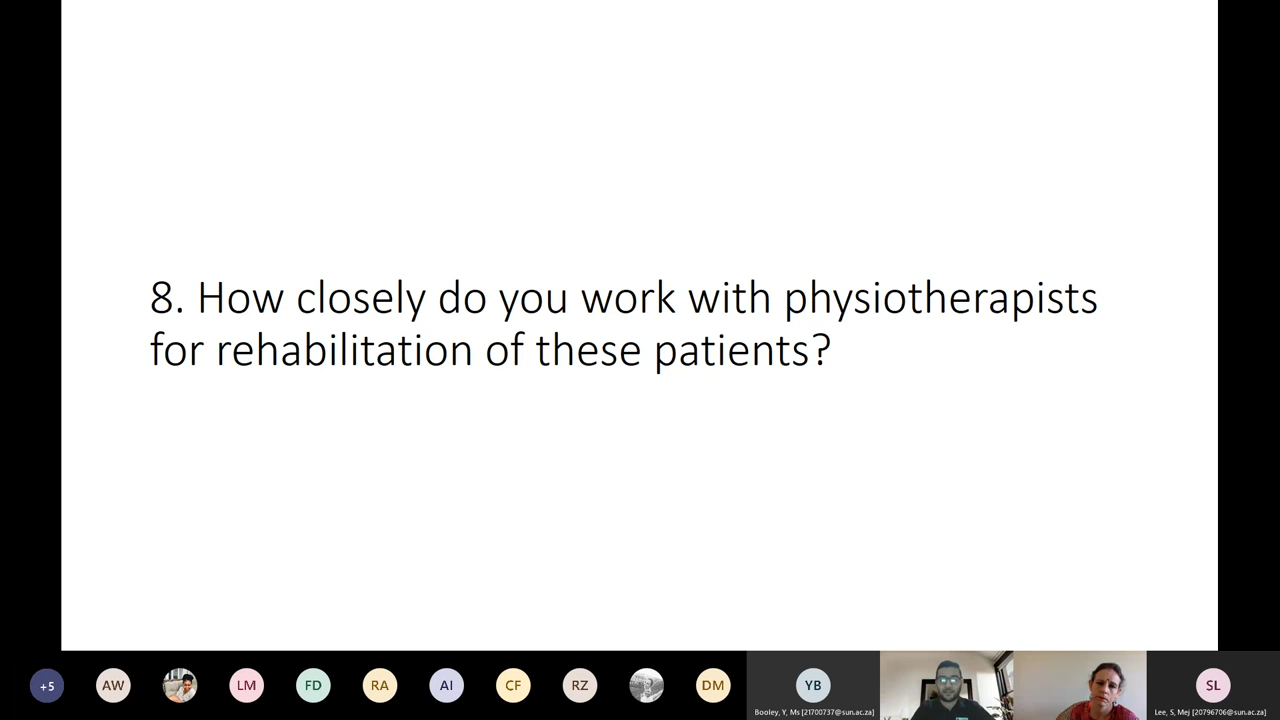 8. How closely do you work with physiotherapists
for rehabilitation of these patients?
+5
AW
LM
FD
RA
AI
CF
RZ
DM
YB
SL
Booley, Y, Ms [21700737@sun.ac.za]
Lee, S, Mej [20796706@sun.ac.za]